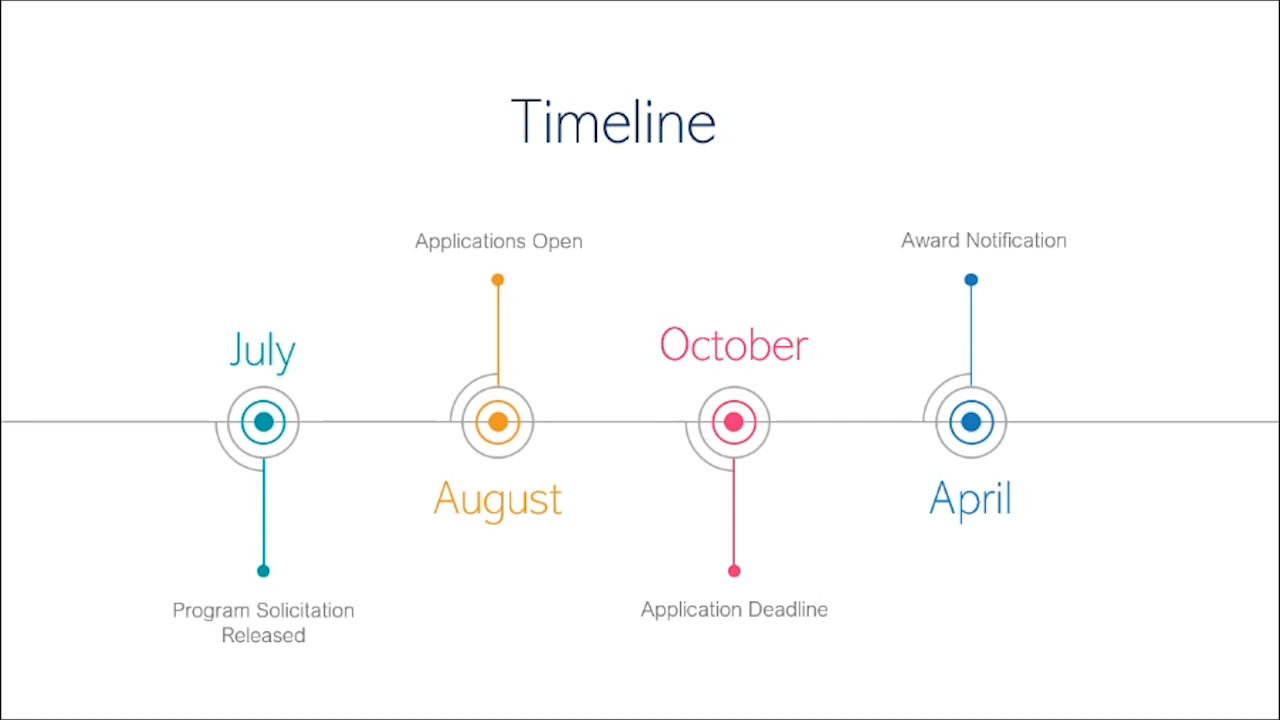 Timeline
Applications Open
Award Notification
July
October
August
April
Program Solicitation
Released
Application Deadline